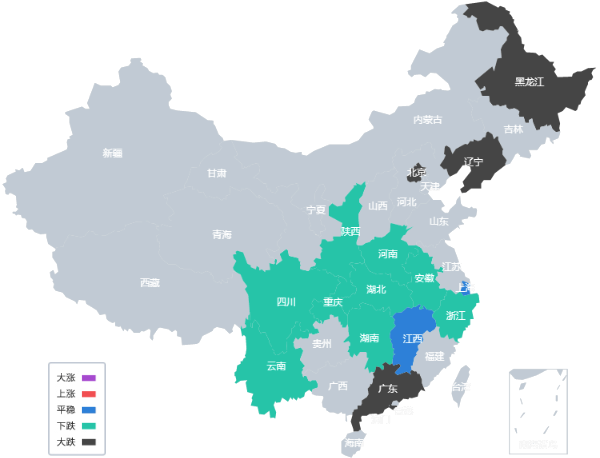 黑龙江
内蒙古
吉林
新疆
辽宁
北京
甘肃
天津
河北
山西
宁夏
山东
青海
陕西
河南
江苏
安徽
西藏
上海
四川
重庆
湖北
浙江
湖南
江西
贵州
福建
云南
广西
广东
台湾
海南
大涨
上涨
平稳
下跌
大跌